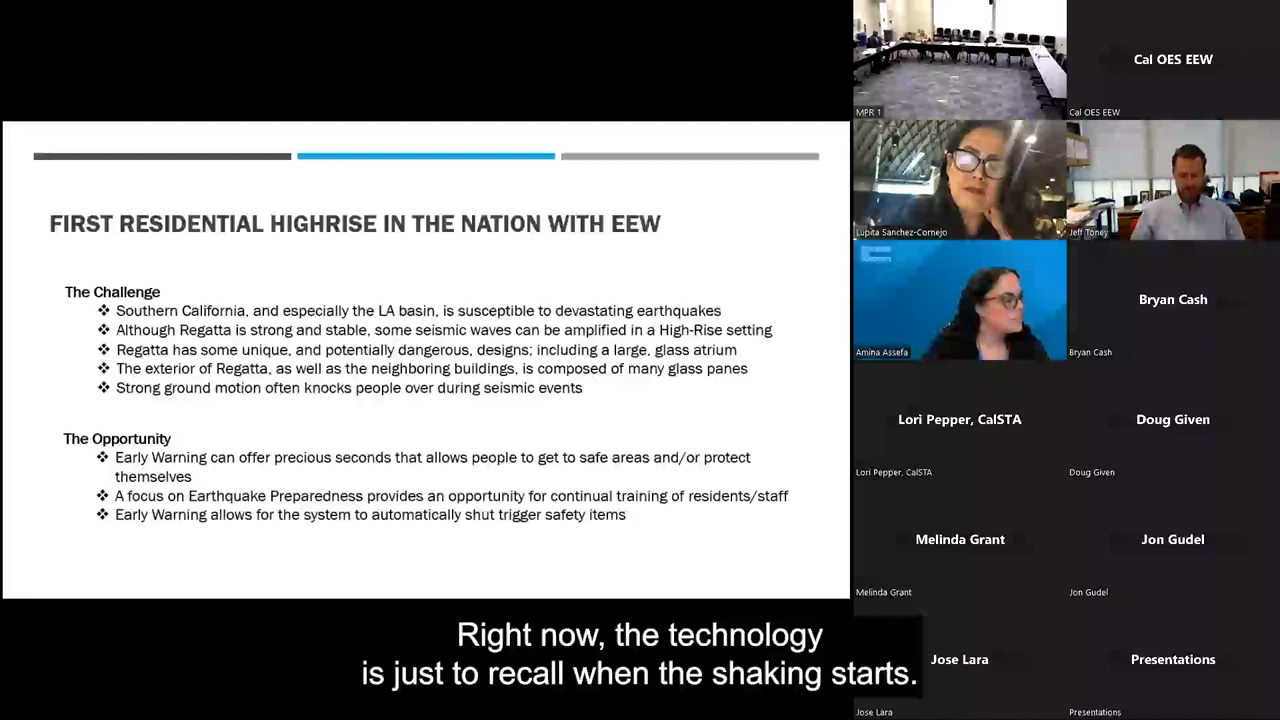 FIRST RESIDENTIAL HIGHRISE IN THE NATION WITH EEW
The Challenge
❖ Southern California, and especially the LA basin, is susceptible to devastating earthquakes
❖ Although Regatta is strong and stable, some seismic waves can be amplified in a High-Rise setting
❖ Regatta has some unique, and potentially dangerous, designs; including a large, glass atrium
❖ The exterior of Regatta, as well as the neighboring buildings, is composed of many glass panes
❖ Strong ground motion often knocks people over during seismic events
The Opportunity
❖ Early Warning can offer precious seconds that allows people to get to safe areas and/or protect
themselves
❖ A focus on Earthquake Preparedness provides an opportunity for continual training of residents/staff
❖ Early Warning allows for the system to automatically shut trigger safety items
Right now, the technology
is just to recall when the shaking starts.
MPR 1
Cal OES EEW
Cal OES EEW
Lupita Sanchez-Cornejo
Jeff Toney
Amina Assefa
Bryan Cash
Bryan Cash
Lori Pepper, CalSTA
Lori Pepper, CalSTA
Doug Given
Doug Given
Melinda Grant
Melinda Grant
Jon Gudel
Jon Gudel
Jose Lara
Jose Lara
Presentations
Presentations